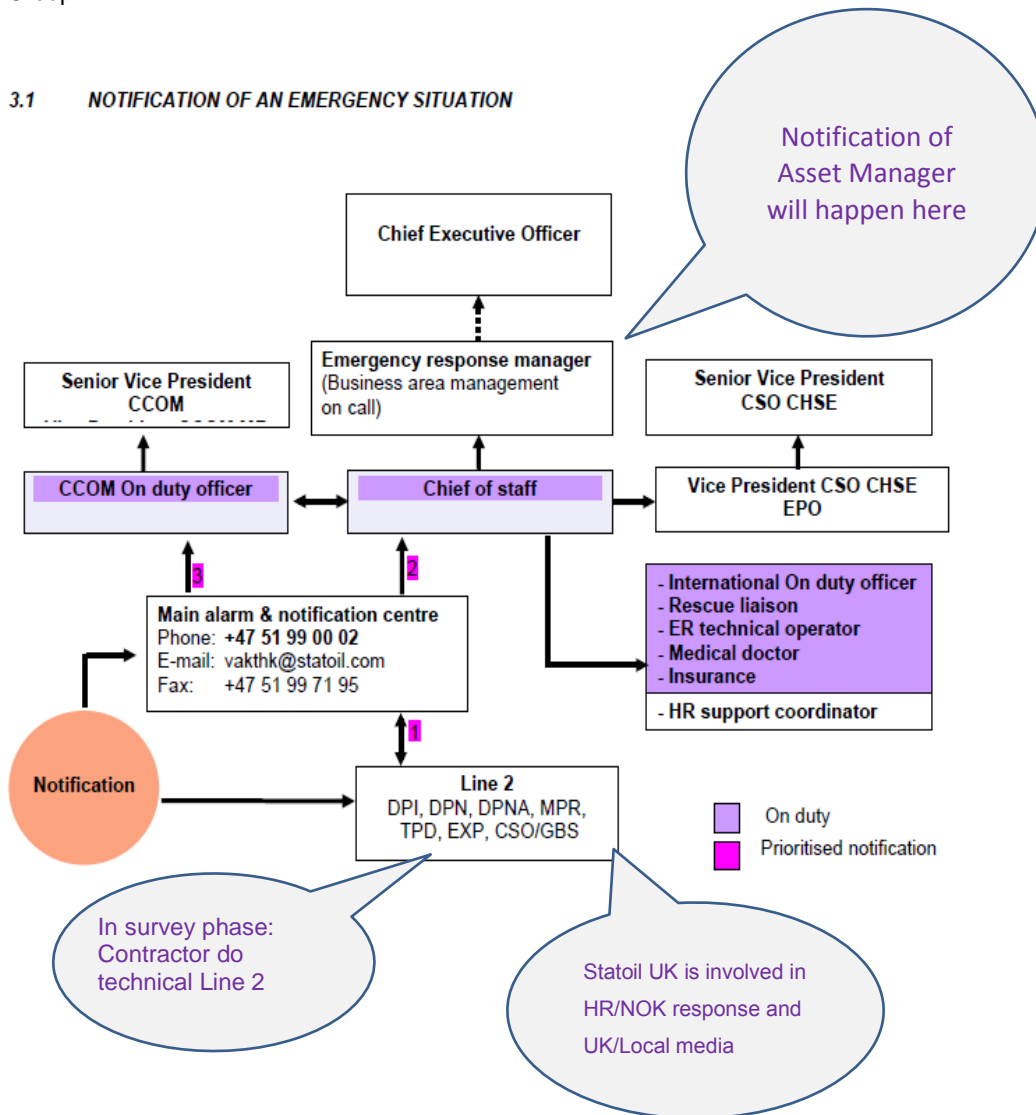 3.1 NOTIFICATION OF AN EMERGENCY SITUATION
Notification of
Asset Manager
will happen here
Chief Executive Officer
Emergency response manager
(Business area management
on call)
Senior Vice President
CCOM
Senior Vice President
CSO CHSE
CCOM On duty officer
Chief of staff
Vice President CSO CHSE
EPO
3
2
- International On duty officer
- Rescue liaison
- ER technical operator
- Medical doctor
- Insurance
- HR support coordinator
Main alarm & notification centre
Phone: +47 51 99 00 02
E-mail: vakthk@statoil.com
Fax: +47 51 99 71 95
1
Notification
Line 2
DPI, DPN, DPNA, MPR,
TPD, EXP, CSO/GBS
On duty
Prioritised notification
In survey phase:
Contractor do
technical Line 2
Statoil UK is involved in
HR/NOK response and
UK/Local media